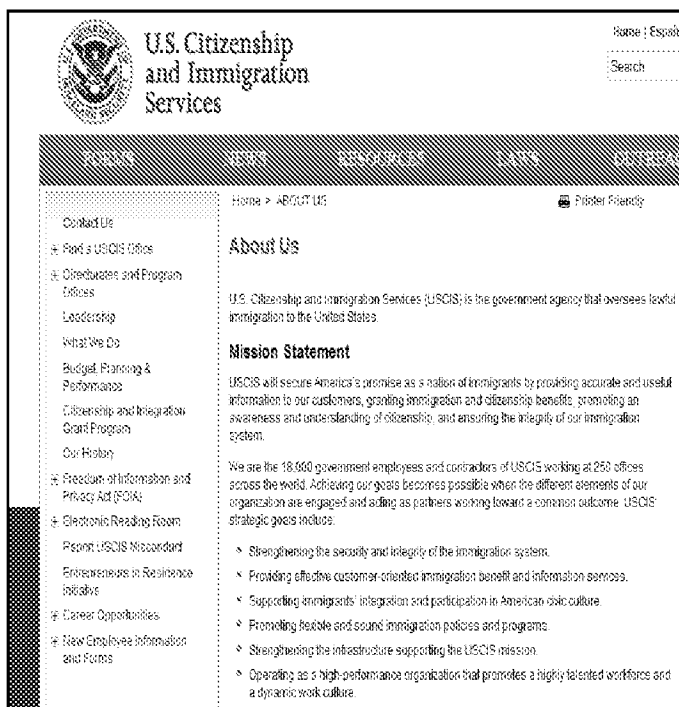 U.S. Citizenship
and Immigration
Services
Home | Españ
Search
FORMS NEWS RESOURCES LAWS OUTREA
Contact Us
Find a USCIS Office
Directorates and Program
Offices
Leadership
What We Do
Budget, Planning &
Performance
Citizenship and Integration
Grant Program
Our History
Freedom of Information and
Privacy Act (FOIA)
Electronic Reading Room
Report USCIS Misconduct
Entrepreneurs in Residence
Initiative
Career Opportunities
New Employee Information
and Forms
Home > ABOUT US
Printer Friendly
About Us
U.S. Citizenship and Immigration Services (USCIS) is the government agency that oversees lawful
immigration to the United States.
Mission Statement
USCIS will secure America's promise as a nation of immigrants by providing accurate and useful
information to our customers, granting immigration and citizenship benefits, promoting an
awareness and understanding of citizenship, and ensuring the integrity of our immigration
system.
We are the 18,000 government employees and contractors of USCIS working at 250 offices
across the world. Achieving our goals becomes possible when the different elements of our
organization are engaged and acting as partners working toward a common outcome. USCIS'
strategic goals include:
Strengthening the security and integrity of the immigration system.
Providing effective customer-oriented immigration benefit and information services.
Supporting immigrants' integration and participation in American civic culture.
Promoting flexible and sound immigration policies and programs.
Strengthening the infrastructure supporting the USCIS mission.
Operating as a high-performance organization that promotes a highly talented workforce and
a dynamic work culture.